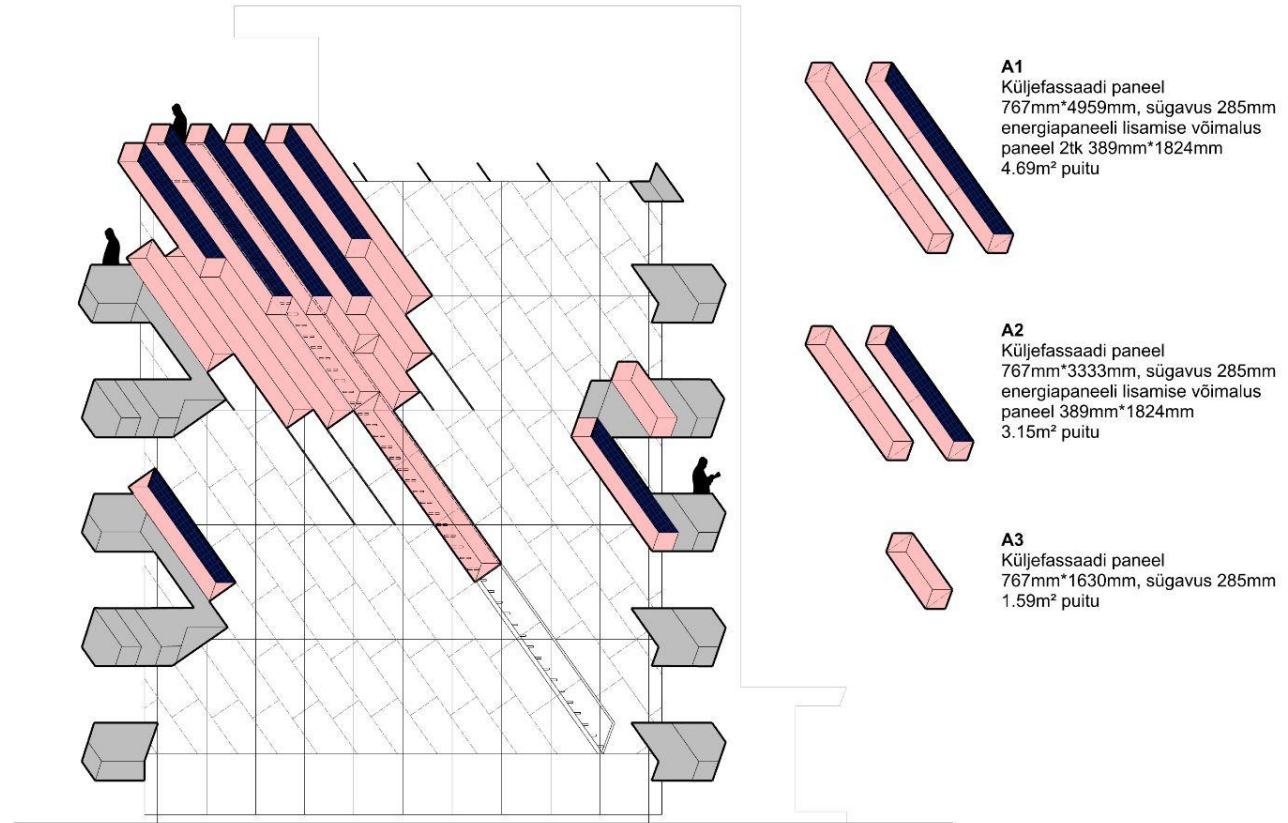 A1
Küljefassaadi paneel
767mm*4959mm, sügavus 285mm
energiapaneeli lisamise võimalus
paneel 2tk 389mm*1824mm
4.69m² puitu
A2
Küljefassaadi paneel
767mm*3333mm, sügavus 285mm
energiapaneeli lisamise võimalus
paneel 389mm*1824mm
3.15m² puitu
A3
Küljefassaadi paneel
767mm*1630mm, sügavus 285mm
1.59m² puitu